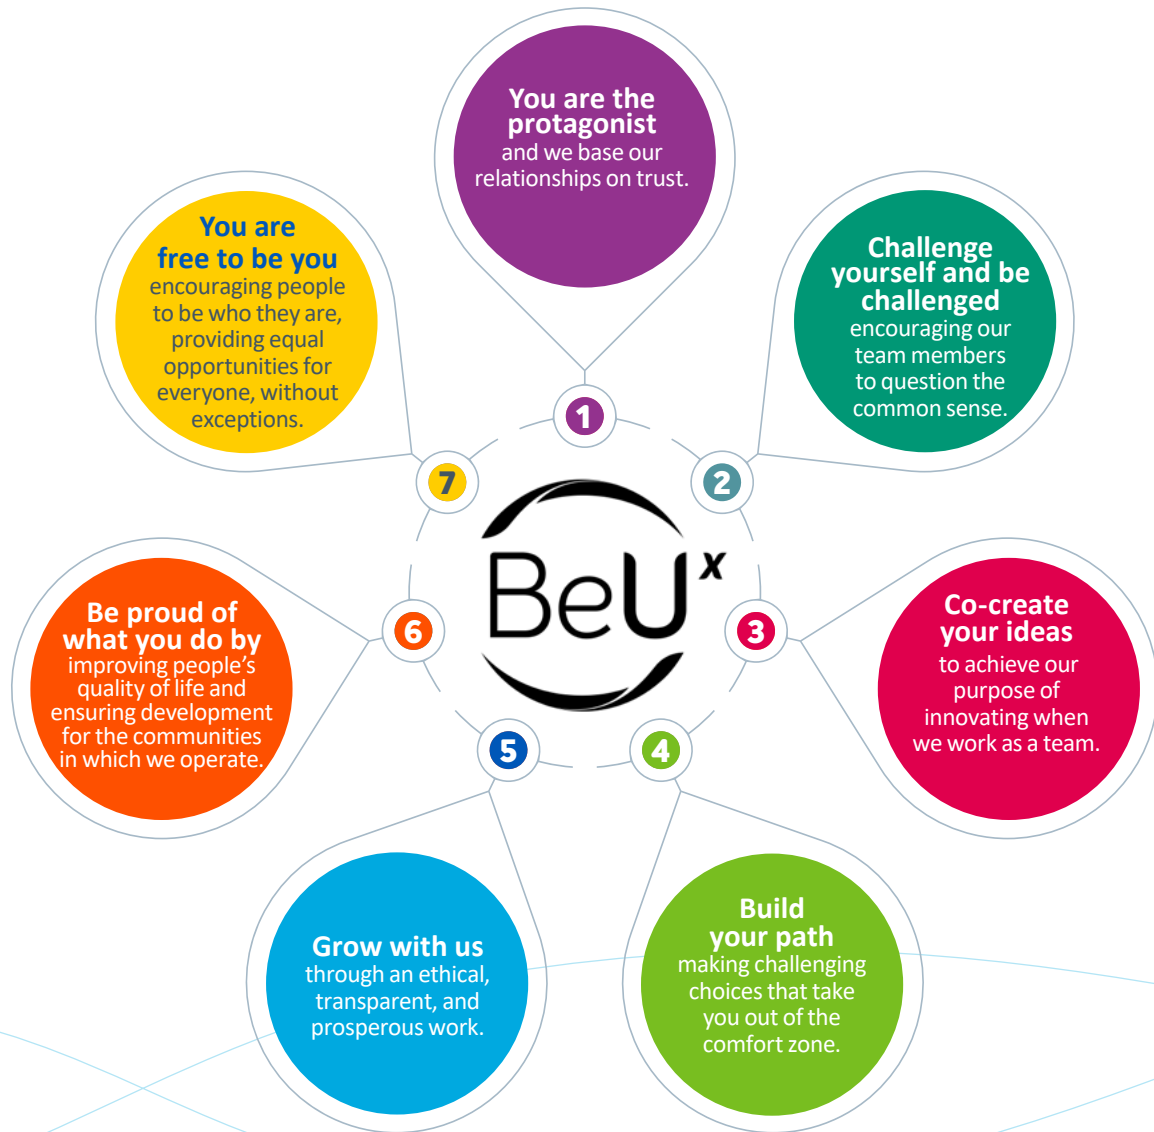 You are the
protagonist
and we base our
relationships on trust.
1
Challenge
yourself and be
challenged
encouraging our
team members
to question the
common sense.
2
Co-create
your ideas
to achieve our
purpose of
innovating when
we work as a team.
3
Build
your path
making challenging
choices that take
you out of the
comfort zone.
4
Grow with us
through an ethical,
transparent, and
prosperous work.
5
Be proud of
what you do by
improving people’s
quality of life and
ensuring development
for the communities
in which we operate.
6
You are
free to be you
encouraging people
to be who they are,
providing equal
opportunities for
everyone, without
exceptions.
7
BeUx